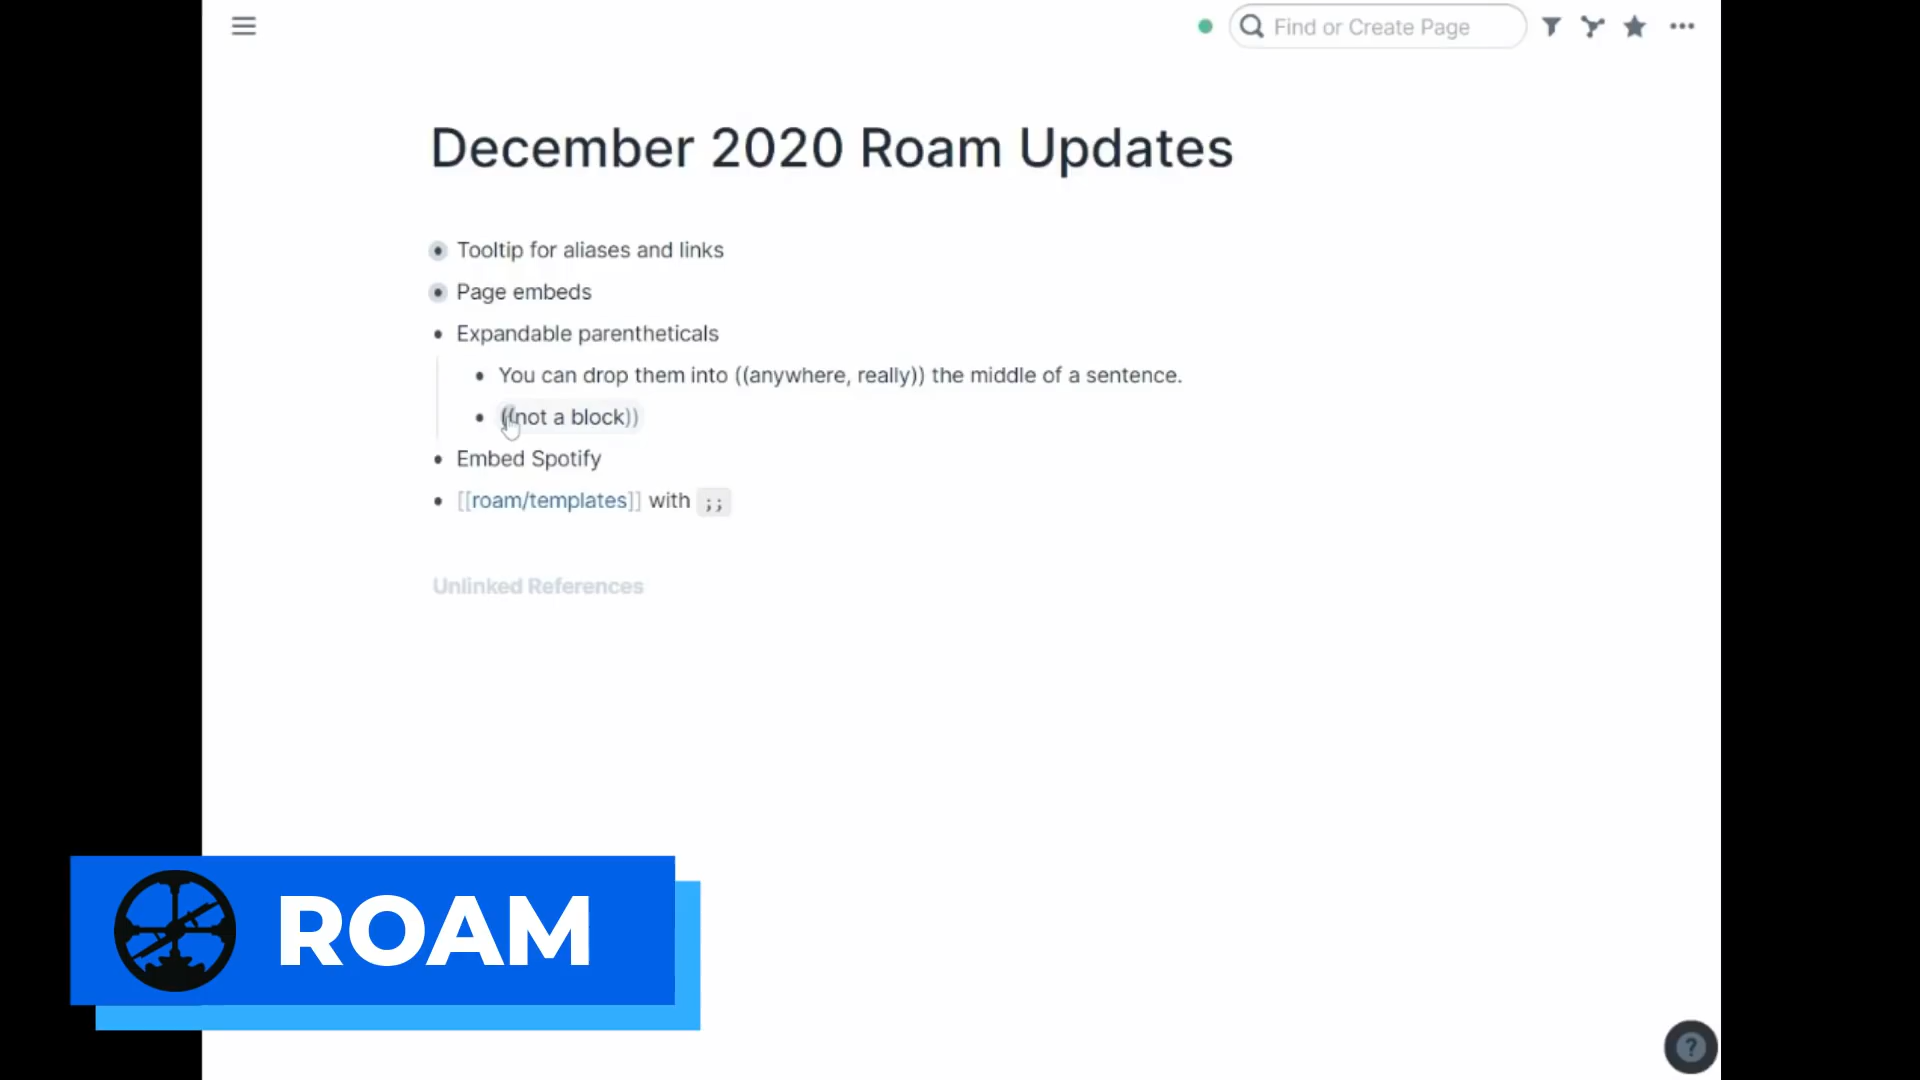 Find or Create Page
December 2020 Roam Updates
Tooltip for aliases and links
Page embeds
Expandable parentheticals
You can drop them into ((anywhere, really)) the middle of a sentence.
((not a block))
Embed Spotify
[[roam/templates]] with ;;
Unlinked References
ROAM
?